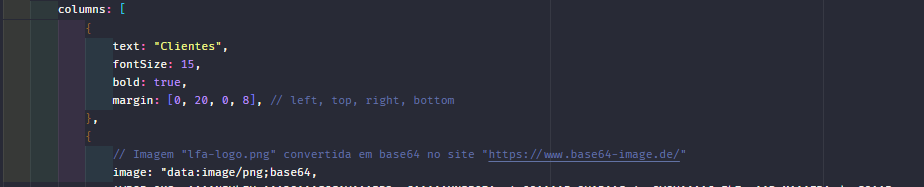 columns: [
{
text: "Clientes",
fontSize: 15,
bold: true,
margin: [0, 20, 0, 8], // left, top, right, bottom
},
{
// Imagem "lfa-logo.png" convertida em base64 no site "https://www.base64-image.de/"
image: "data:image/png;base64,